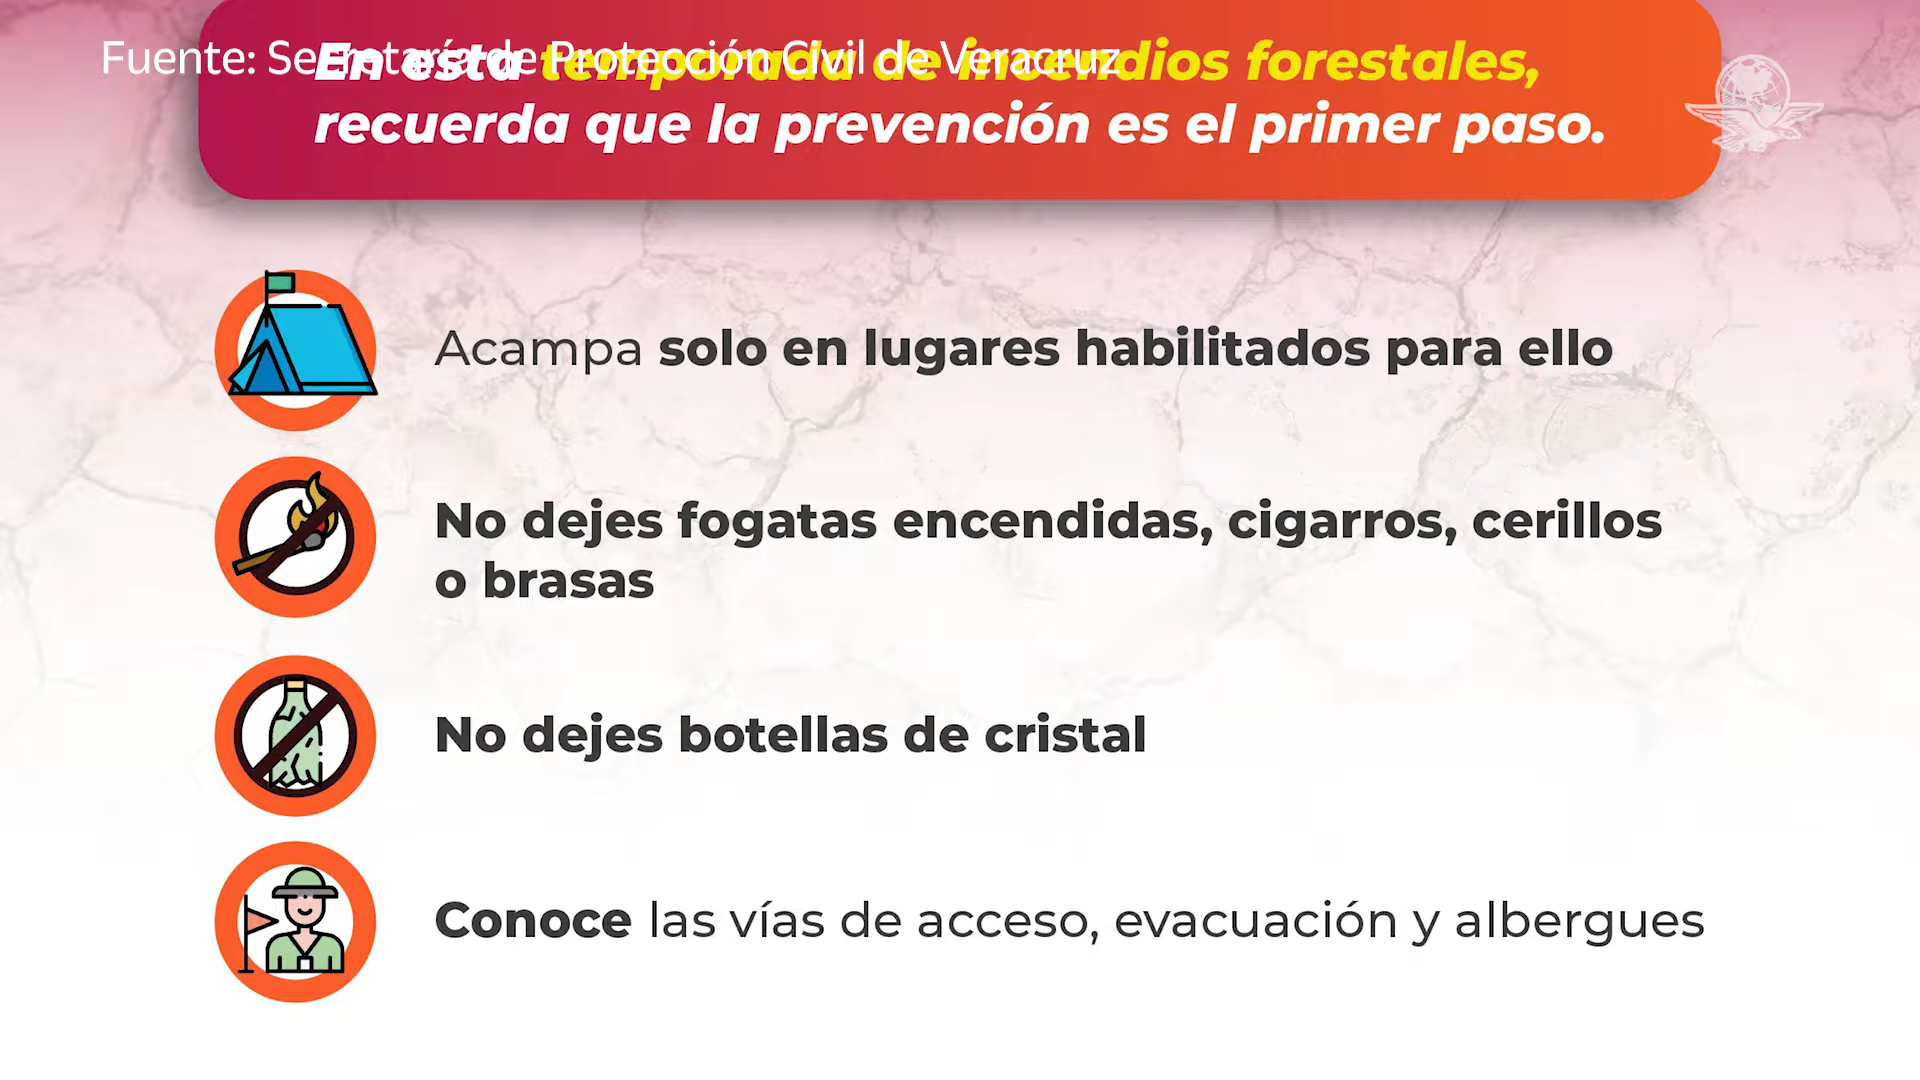 Fuente: Secretaría de Protección Civil de Veracruz
En esta temporada de incendios forestales,
recuerda que la prevención es el primer paso.
Acampa solo en lugares habilitados para ello
No dejes fogatas encendidas, cigarros, cerillos
o brasas
No dejes botellas de cristal
Conoce las vías de acceso, evacuación y albergues